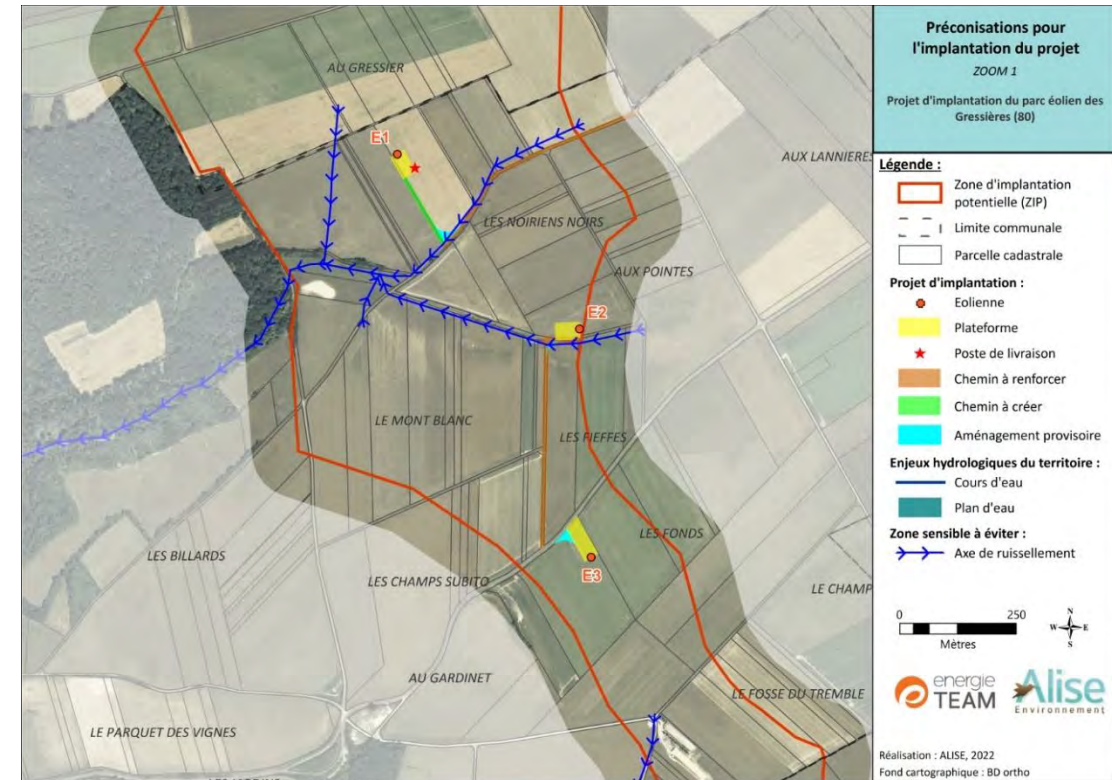 AU GRESSIER
E1
AUX LANNIERES
LES NOIRIENS NOIRS
AUX POINTES
E2
LE MONT BLANC
LES FIEFFES
LES FONDS
LES BILLARDS
LES CHAMPS SUBITO
E3
LE CHAMP
AU GARDINET
LE FOSSE DU TREMBLE
LE PARQUET DES VIGNES
Préconisations pour
l'implantation du projet
ZOOM 1
Projet d'implantation du parc éolien des
Gressières (80)
Légende :
Zone d'implantation
potentielle (ZIP)
Limite communale
Parcelle cadastrale
Projet d'implantation :
Eolienne
Plateforme
Poste de livraison
Chemin à renforcer
Chemin à créer
Aménagement provisoire
Enjeux hydrologiques du territoire :
Cours d'eau
Plan d'eau
Zone sensible à éviter :
Axe de ruissellement
0 250
Mètres
N
W E
S
energie
TEAM
Alise
Environnement
Réalisation : ALISE, 2022
Fond cartographique : BD ortho